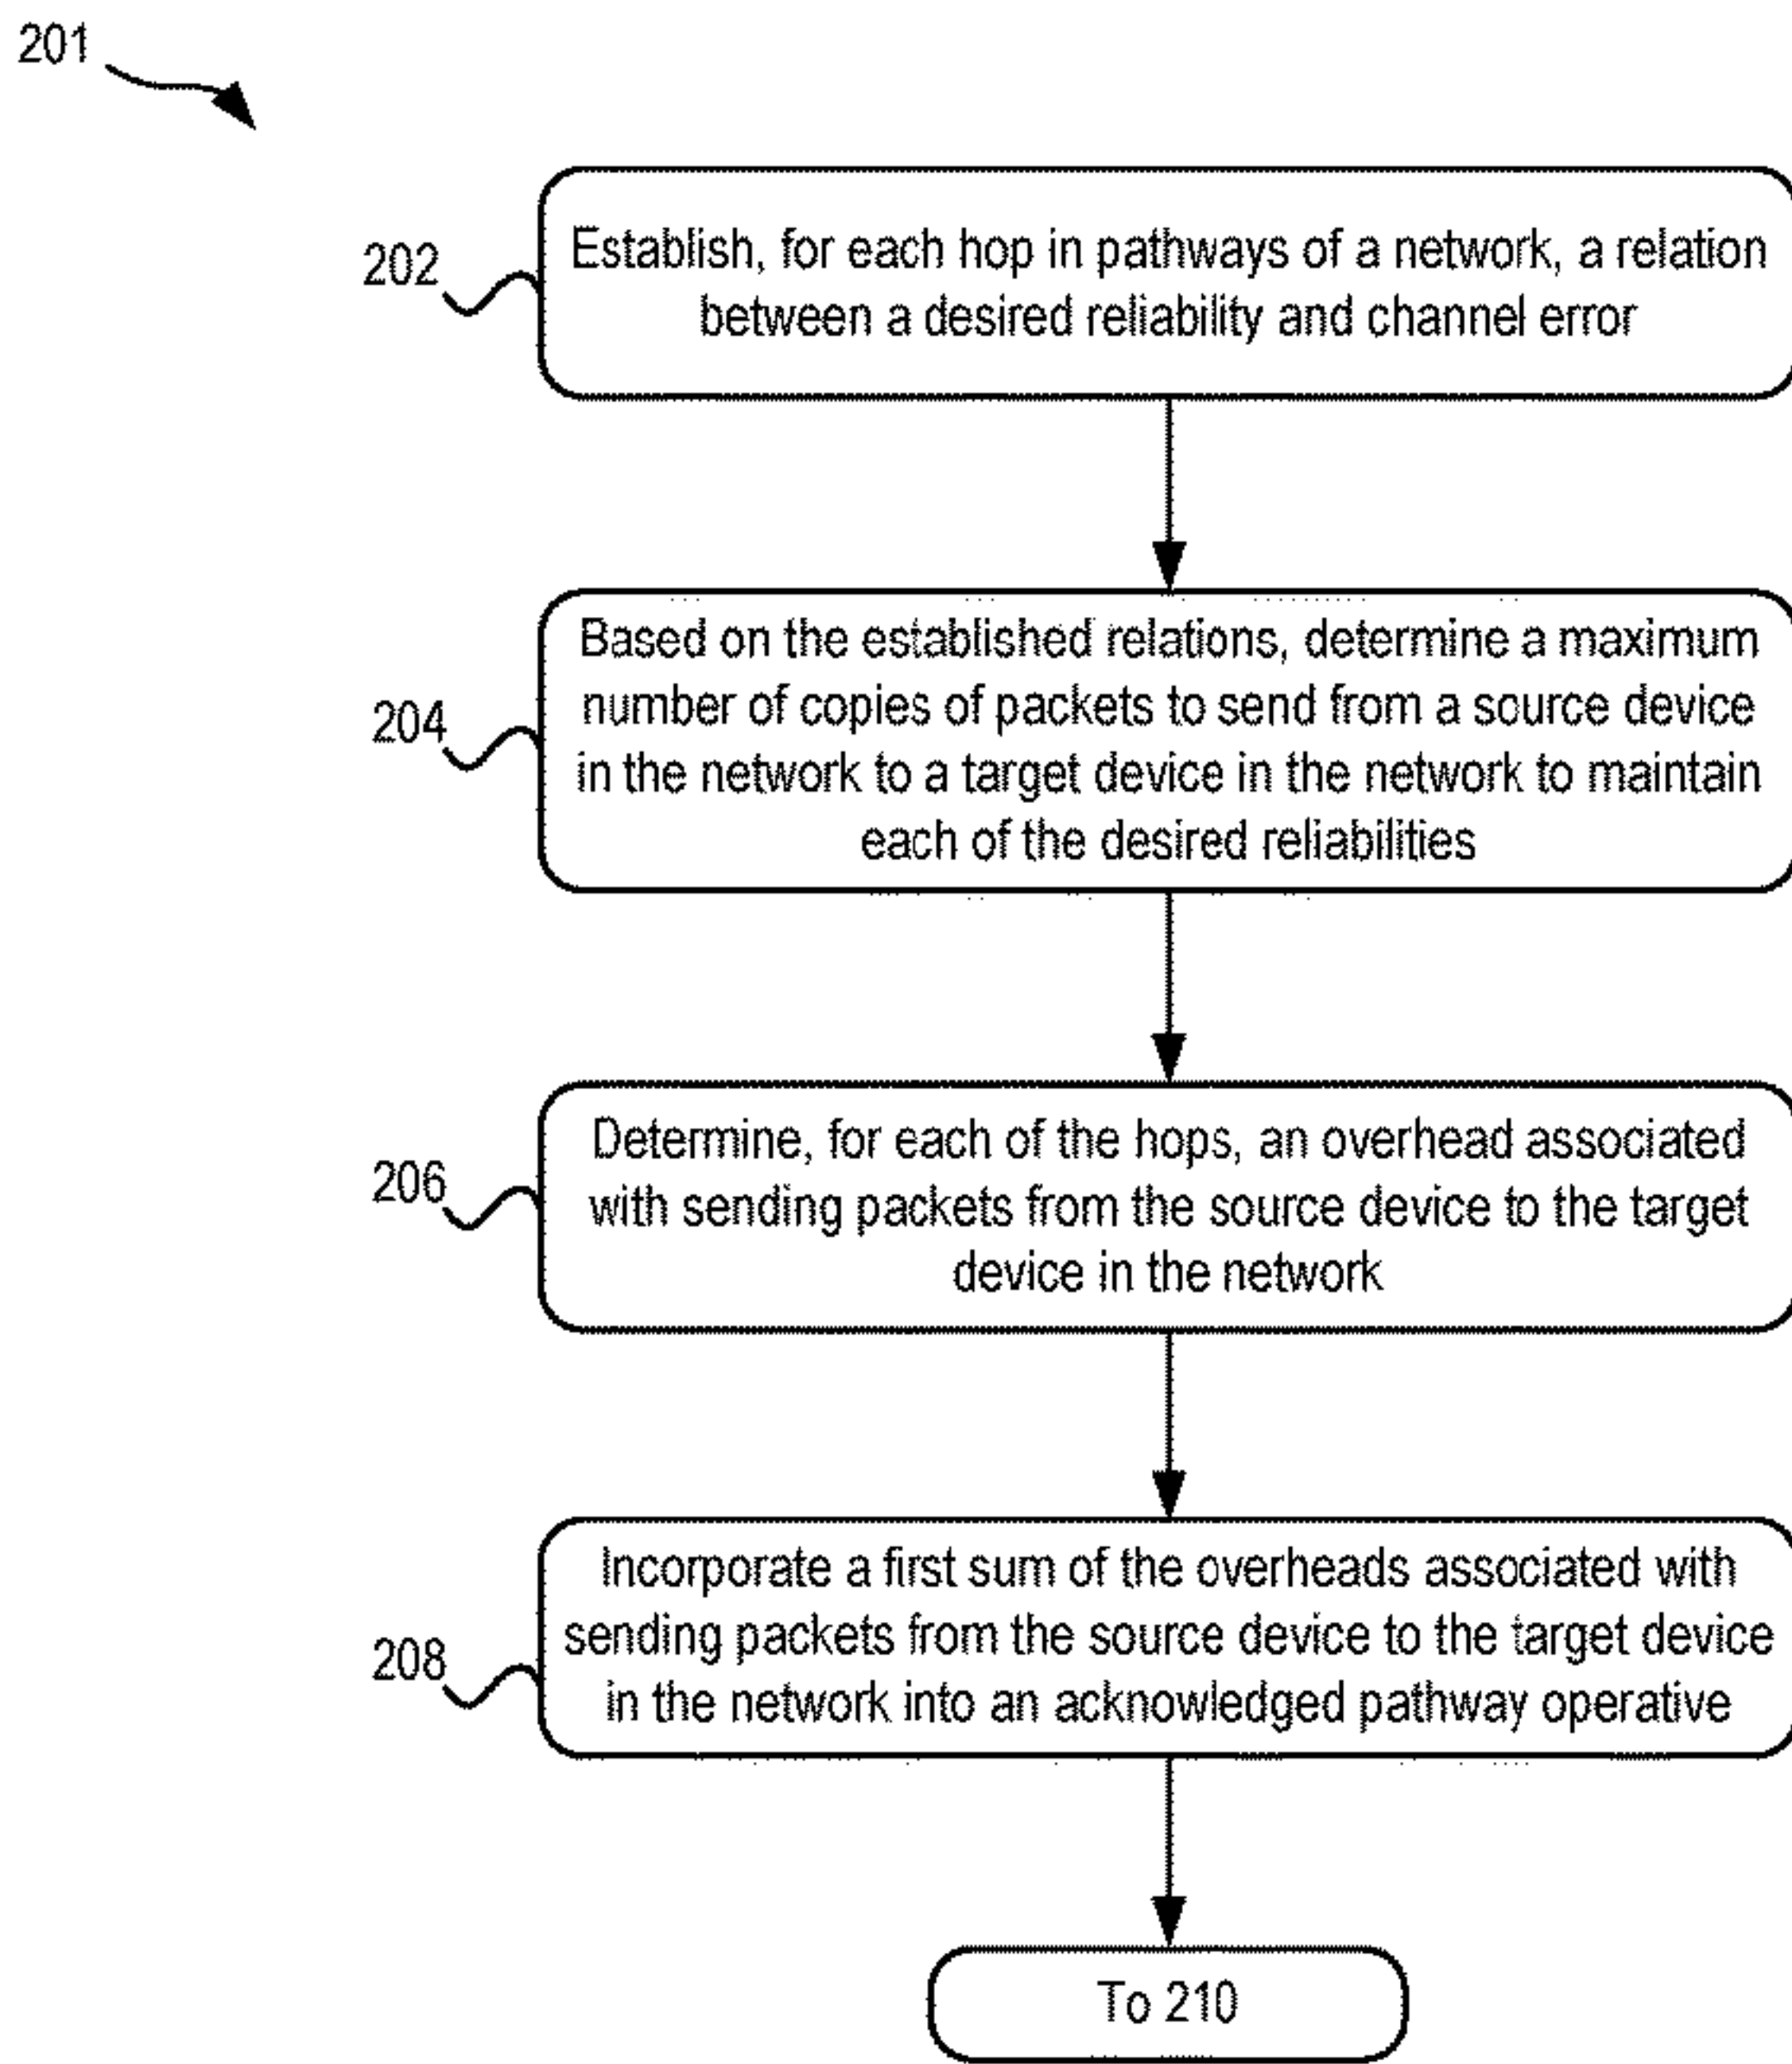 201
202
Establish, for each hop in pathways of a network, a relation
between a desired reliability and channel error
204
Based on the established relations, determine a maximum
number of copies of packets to send from a source device
in the network to a target device in the network to maintain
each of the desired reliabilities
206
Determine, for each of the hops, an overhead associated
with sending packets from the source device to the target
device in the network
208
Incorporate a first sum of the overheads associated with
sending packets from the source device to the target device
in the network into an acknowledged pathway operative
To 210